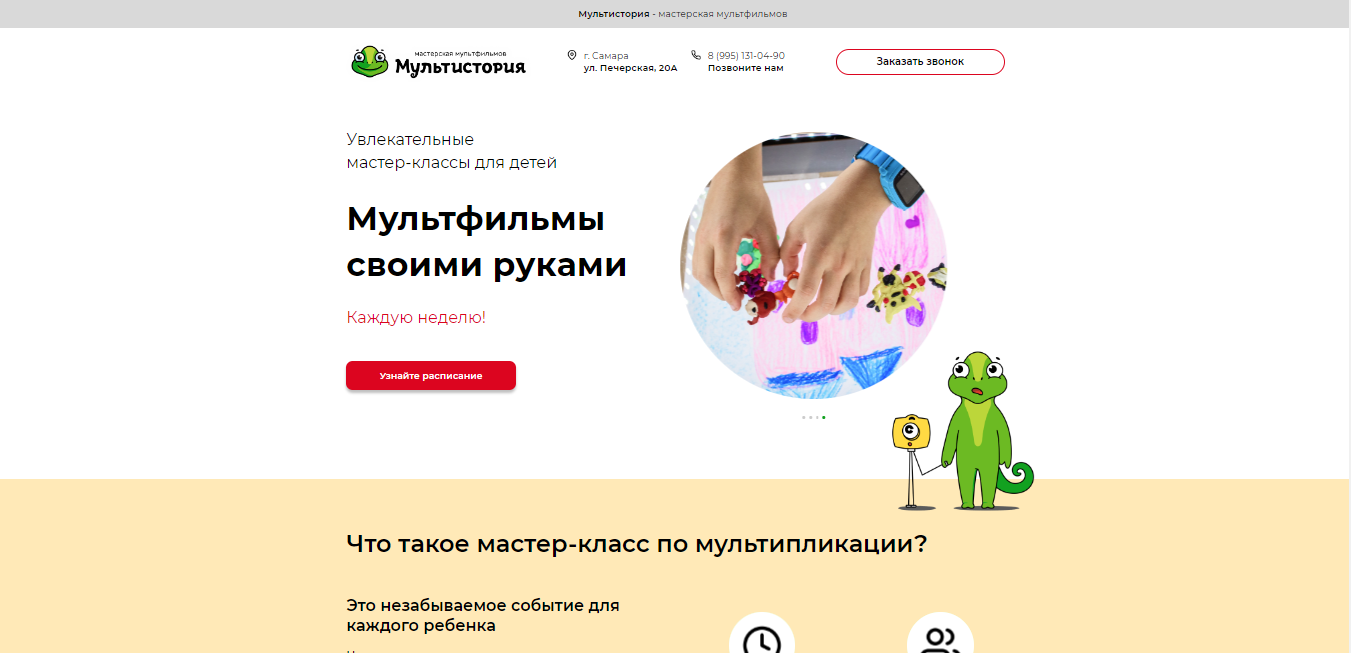 Мультистория - мастерская мультфильмов
мастерская мультфильмов
Мультистория
г. Самара
ул. Печерская, 20А
8 (995) 131-04-90
Позвоните нам
Заказать звонок
Увлекательные
мастер-классы для детей
Мультфильмы
своими руками
Каждую неделю!
Узнайте расписание
Что такое мастер-класс по мультипликации?
Это незабываемое событие для
каждого ребенка